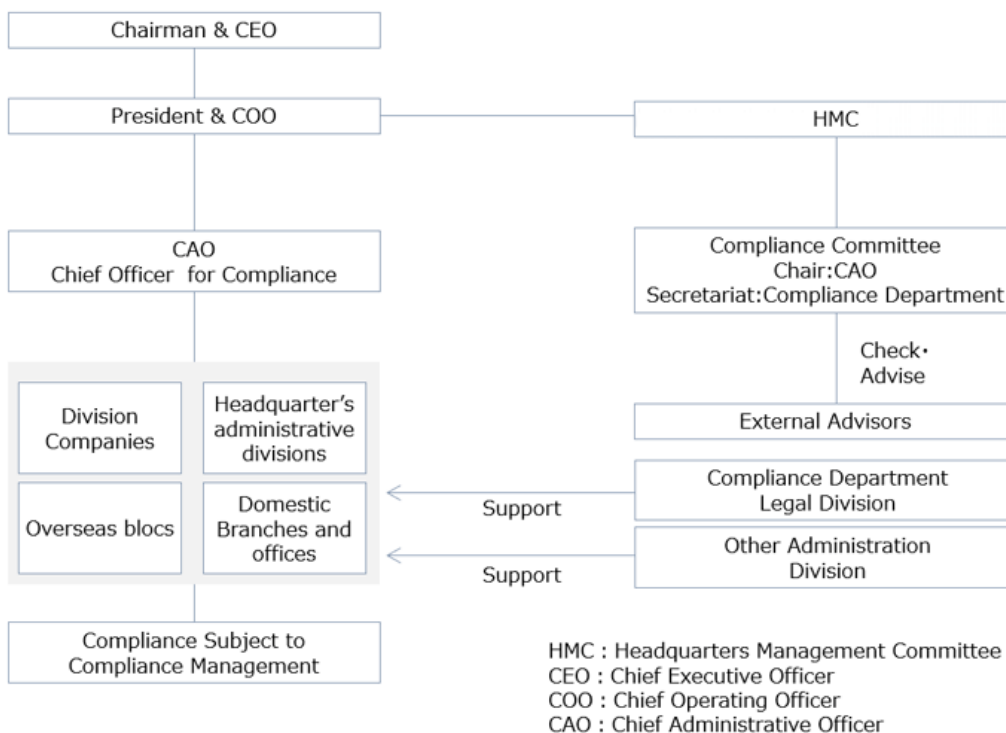 Chairman & CEO
President & COO
HMC
CAO
Chief Officer for Compliance
Compliance Committee
Chair:CAO
Secretariat:Compliance Department
Check・
Advise
External Advisors
Division
Companies
Headquarter's
administrative
divisions
Overseas blocs
Domestic
Branches and
offices
Support
Compliance Department
Legal Division
Support
Other Administration
Division
Compliance Subject to
Compliance Management
HMC : Headquarters Management Committee
CEO : Chief Executive Officer
COO : Chief Operating Officer
CAO : Chief Administrative Officer